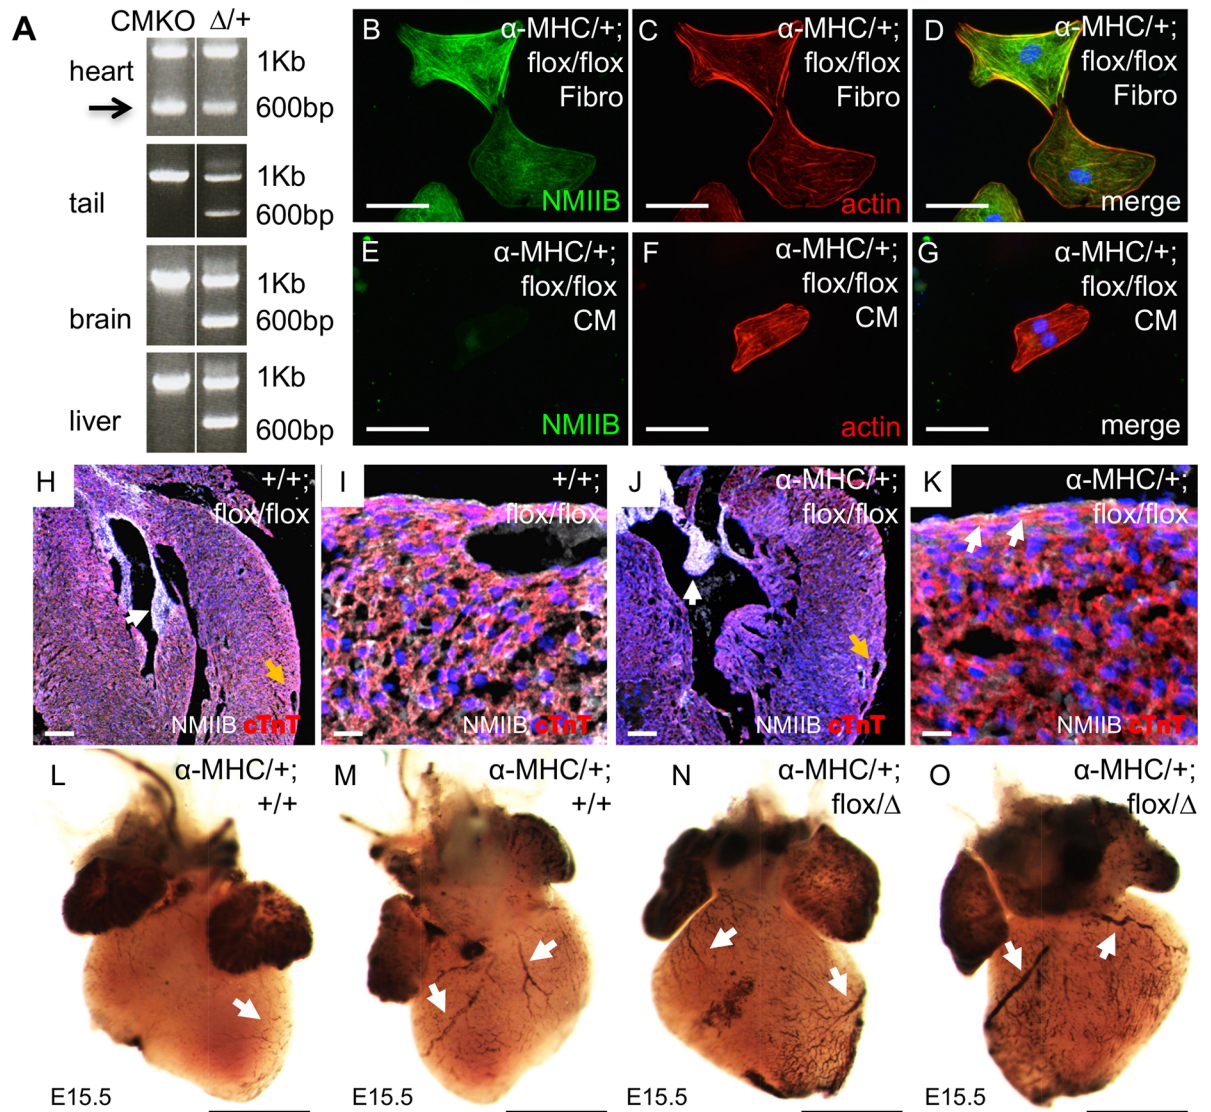 A
CMKO Δ/+
heart
1Kb
600bp
tail
1Kb
600bp
brain
1Kb
600bp
liver
1Kb
600bp
B
α-MHC/+;
flox/flox
Fibro
NMIIB
C
α-MHC/+;
flox/flox
Fibro
actin
D
α-MHC/+;
flox/flox
Fibro
merge
E
α-MHC/+;
flox/flox
CM
NMIIB
F
α-MHC/+;
flox/flox
CM
actin
G
α-MHC/+;
flox/flox
CM
merge
H
+/+;
flox/flox
NMIIB cTnT
I
+/+;
flox/flox
NMIIB cTnT
J
α-MHC/+;
flox/flox
NMIIB cTnT
K
α-MHC/+;
flox/flox
NMIIB cTnT
L
α-MHC/+;
+/+
E15.5
M
α-MHC/+;
+/+
E15.5
N
α-MHC/+;
flox/Δ
E15.5
O
α-MHC/+;
flox/Δ
E15.5